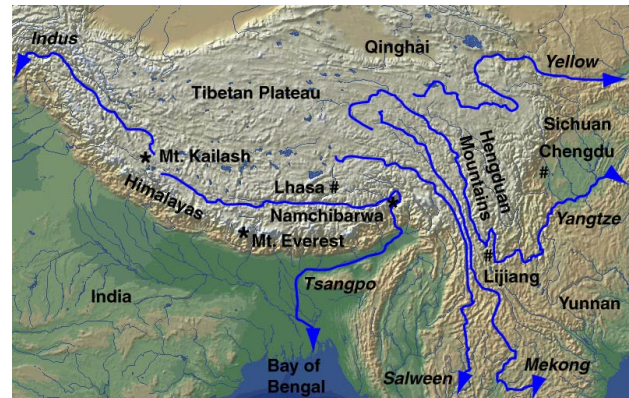 Indus
Qinghai
Yellow
Tibetan Plateau
Sichuan
Chengdu
#
Hengduan
Mountains
* Mt. Kailash
Himalayas
Lhasa #
Namchibarwa *
Yangtze
* Mt. Everest
#
Lijiang
Tsangpo
India
Yunnan
Bay of
Bengal
Salween
Mekong